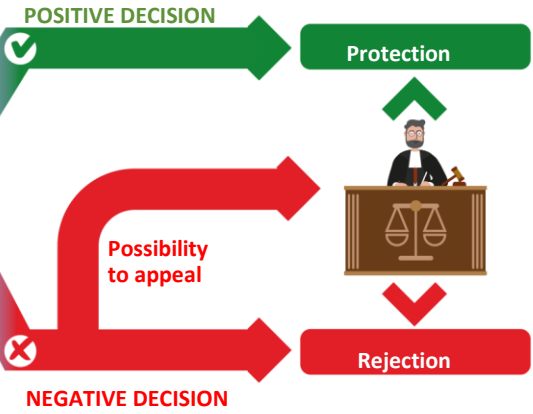 POSITIVE DECISION
Protection
Possibility
to appeal
Rejection
NEGATIVE DECISION